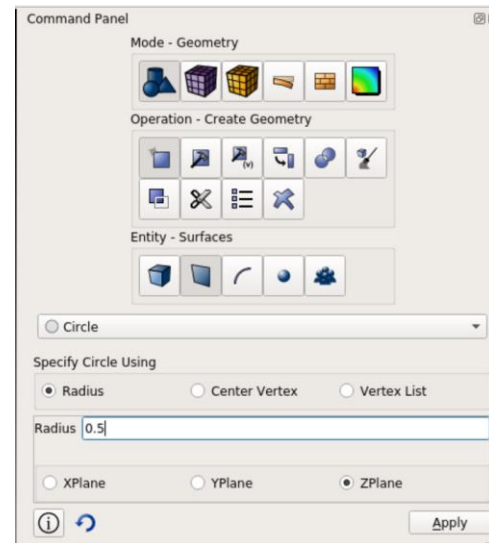 Command Panel
Mode - Geometry
Operation - Create Geometry
(v)
Entity - Surfaces
Circle
Specify Circle Using
Radius Center Vertex Vertex List
Radius 0.5
XPlane YPlane ZPlane
Apply